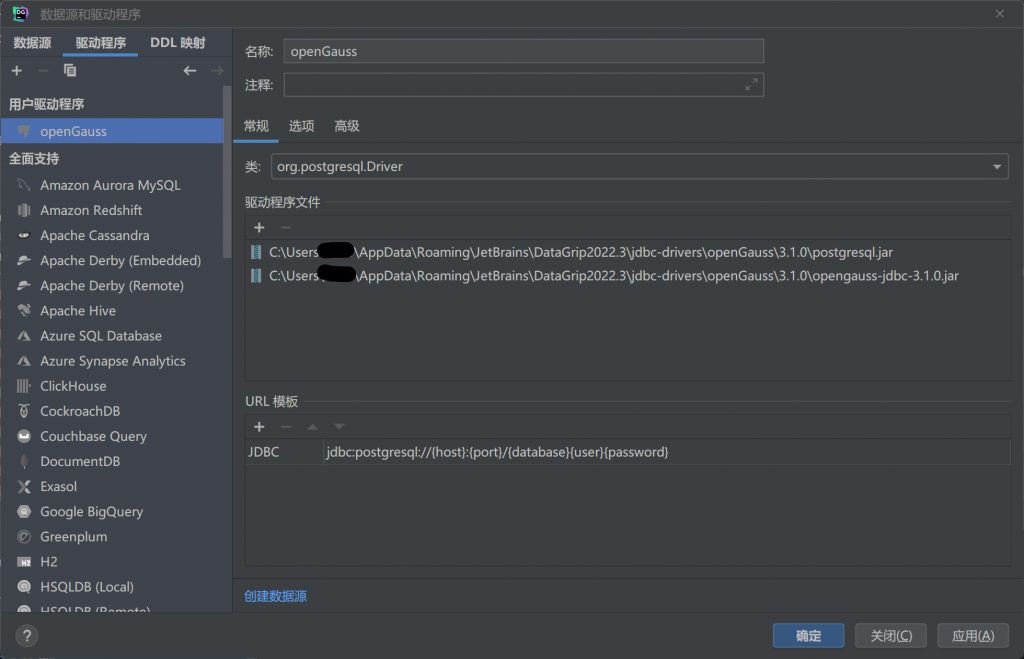 数据源和驱动程序
数据源 驱动程序 DDL 映射
用户驱动程序
openGauss
全面支持
Amazon Aurora MySQL
Amazon Redshift
Apache Cassandra
Apache Derby (Embedded)
Apache Derby (Remote)
Apache Hive
Azure SQL Database
Azure Synapse Analytics
ClickHouse
CockroachDB
Couchbase Query
DocumentDB
Exasol
Google BigQuery
Greenplum
H2
HSQLDB (Local)
HSQLDB (Remote)
名称: openGauss
注释:
常规 选项 高级
类: org.postgresql.Driver
驱动程序文件
C:\Users \AppData\Roaming\JetBrains\DataGrip2022.3\jdbc-drivers\openGauss\3.1.0\postgresql.jar
C:\Users\ \AppData\Roaming\JetBrains\DataGrip2022.3\jdbc-drivers\openGauss\3.1.0\opengauss-jdbc-3.1.0.jar
URL 模板
JDBC jdbc:postgresql://{host}:{port}/{database}{user}{password}
创建数据源
? 确定 关闭(C) 应用(A)